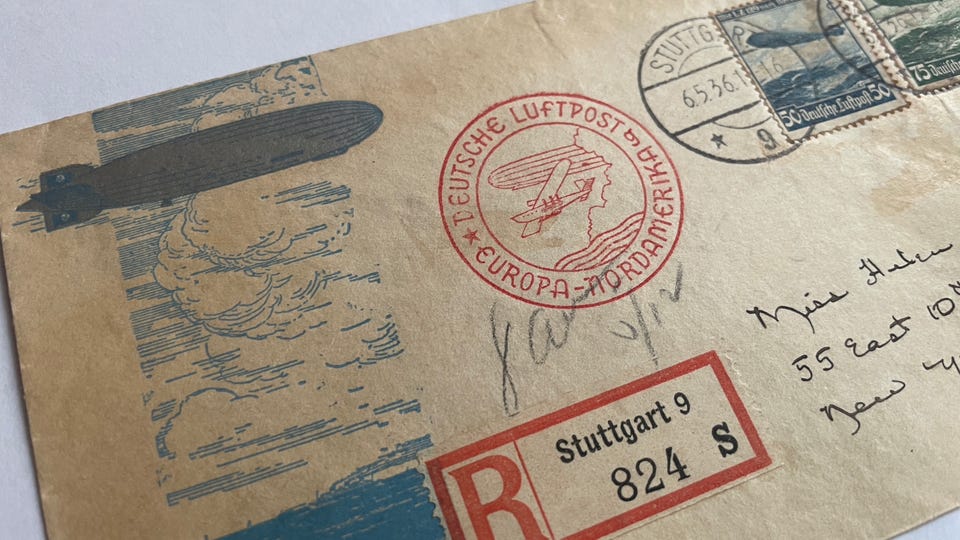 DEUTSCHE LUFTPOST
EUROPA-NORDAMERIKA
STUTTG
6.5.36.1
9
50 Deutsche Luftpost 50
75 Deutsche
Miss Helen
55 East 10
New Y
R
Stuttgart 9
824 S